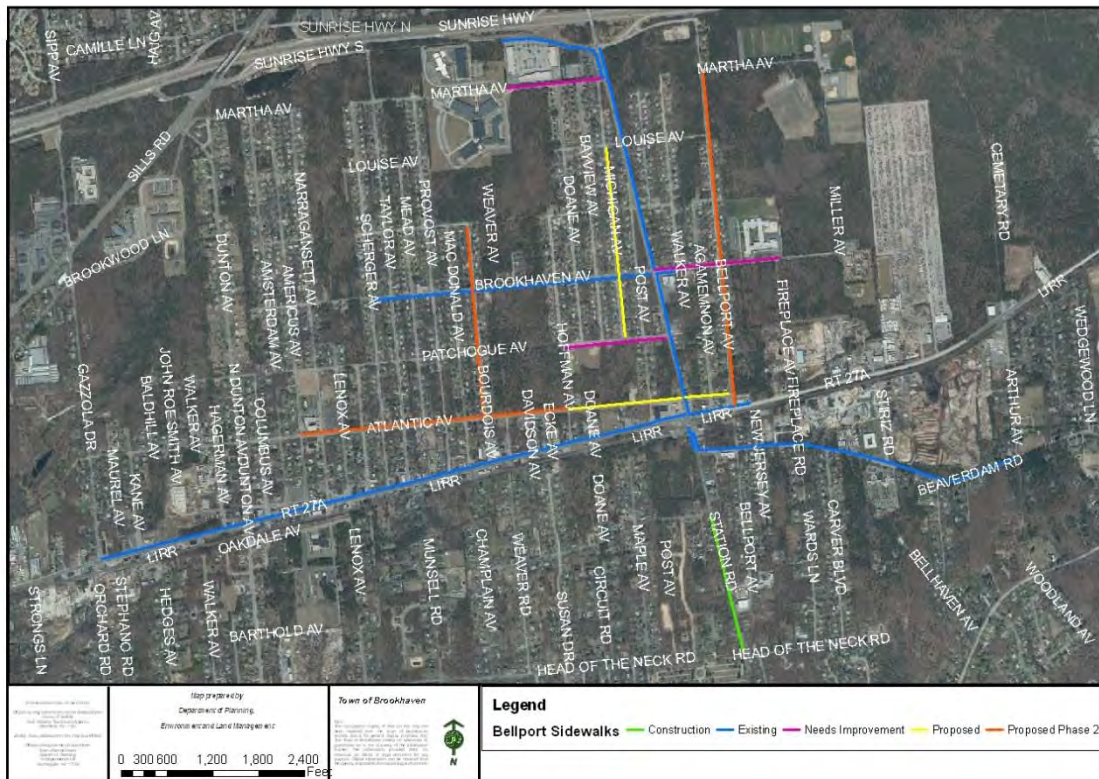 SUNRISE HWY N
SUNRISE HWY
SIPP AV
CAMILLE LN
SUNRISE HWY S
MARTHA AV
MARTHA AV
MARTHA AV
SILLS RD
LOUISE AV
LOUISE AV
BAYVIEW AV
DOANE AV
MICHIGAN AV
NARRAGANSETT AV
PROVOST AV
MEAD AV
TAYLOR AV
SCHERGER AV
WEAVER AV
MAC DONALD AV
CEMETARY RD
MILLER AV
BROOKWOOD LN
DUNTON AV
AMERICUS AV
AMSTERDAM AV
BROOKHAVEN AV
WALKER AV
AGAMEMNON AV
BELLPORT AV
POST AV
FIREPLACE AV
LIRR
HOFFMAN AV
PATCHOGUE AV
GAZZOLA DR
JOHN ROE SMITH AV
BALDHILL AV
WALKER AV
HAGERMAN AV
N DUNTON AV
DUNTON AV
COLUMBUS AV
LENOX AV
ATLANTIC AV
BOURDOIS AV
DAVIDSON AV
ECKE AV
DOANE AV
LIRR
RT 27A
FIREPLACE RD
STRIZ RD
ARTHUR AV
WEDGEWOOD LN
NEW JERSEY AV
BEAVERDAM RD
MAUREL AV
KANE AV
LIRR
RT 27A
LIRR
LIRR
OAKDALE AV
STRONGS LN
ORCHARD RD
STEPHANO RD
HEDGES AV
WALKER AV
BARTHOLD AV
LENOX AV
MUNSELL RD
CHAMPLAIN AV
WEAVER RD
SUSAN DR
CIRCUIT RD
DOANE AV
MAPLE AV
POST AV
STATION RD
BELLPORT AV
WARDS LN
CARVER BLVD
BELLHAVEN AV
WOODLAND AV
HEAD OF THE NECK RD
HEAD OF THE NECK RD
Map prepared by
Department of Planning,
Environment and Land Management
0 300 600 1,200 1,800 2,400
Feet
Town of Brookhaven
N
Legend
Bellport Sidewalks Construction Existing Needs Improvement Proposed Proposed Phase 2